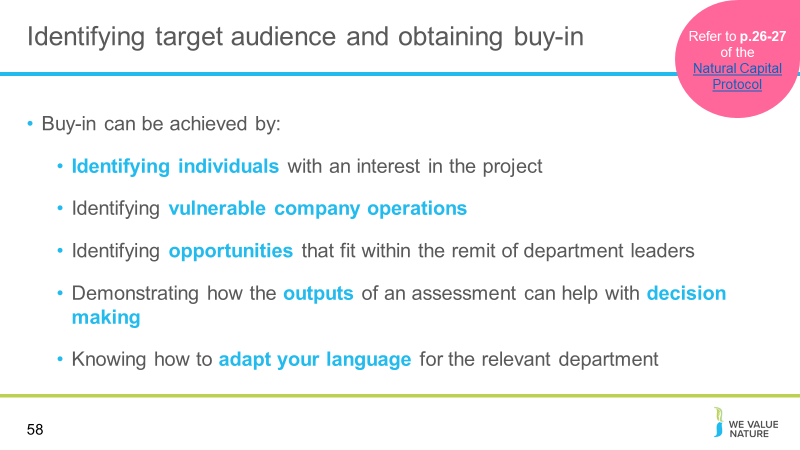 Identifying target audience and obtaining buy-in
Refer to p.26-27
of the
Natural Capital
Protocol
• Buy-in can be achieved by:
• Identifying individuals with an interest in the project
• Identifying vulnerable company operations
• Identifying opportunities that fit within the remit of department leaders
• Demonstrating how the outputs of an assessment can help with decision
making
• Knowing how to adapt your language for the relevant department
58
WE VALUE
NATURE